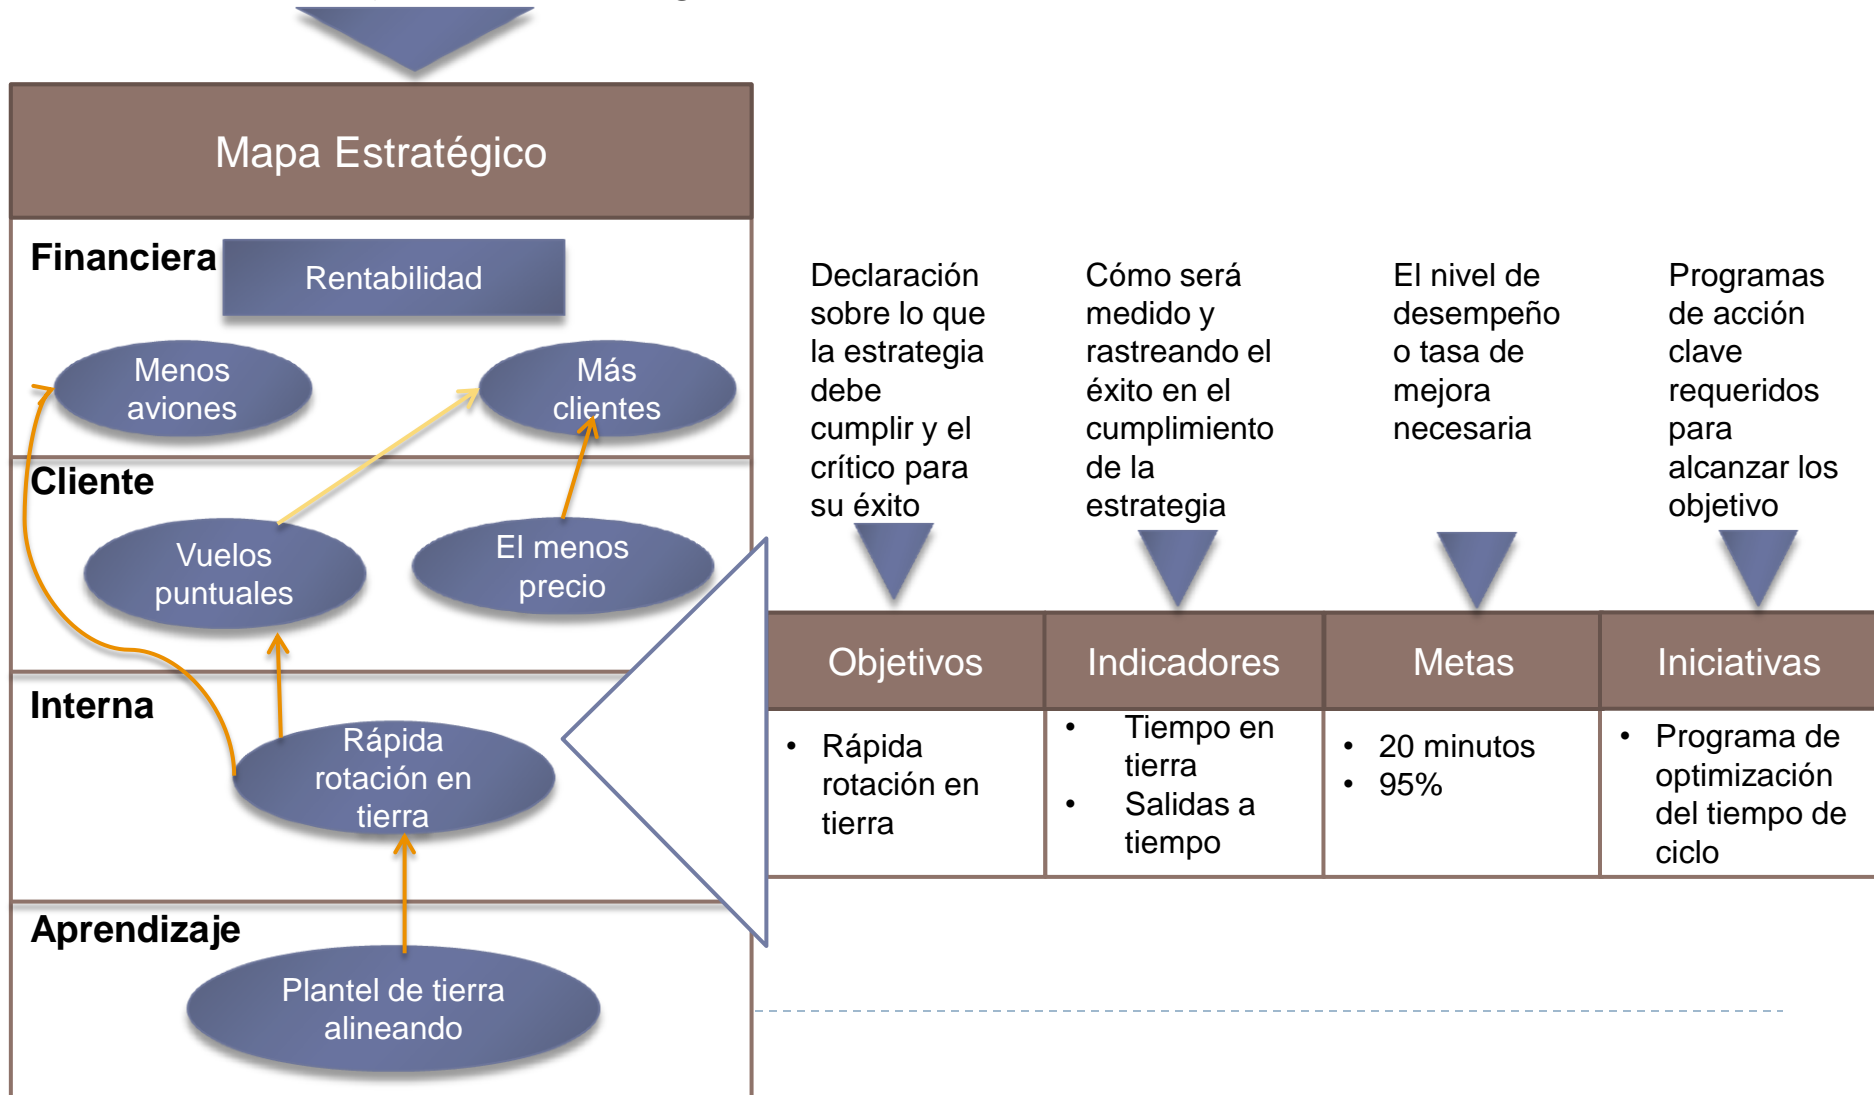 Mapa Estratégico
Financiera
Rentabilidad
Menos
aviones
Más
clientes
Cliente
Vuelos
puntuales
El menos
precio
Interna
Rápida
rotación en
tierra
Aprendizaje
Plantel de tierra
alineando
Declaración
sobre lo que
la estrategia
debe
cumplir y el
crítico para
su éxito
Cómo será
medido y
rastreando el
éxito en el
cumplimiento
de la
estrategia
El nivel de
desempeño
o tasa de
mejora
necesaria
Programas
de acción
clave
requeridos
para
alcanzar los
objetivo
Objetivos
Indicadores
Metas
Iniciativas
• Rápida
rotación en
tierra
• Tiempo en
tierra
• Salidas a
tiempo
• 20 minutos
• 95%
• Programa de
optimización
del tiempo de
ciclo